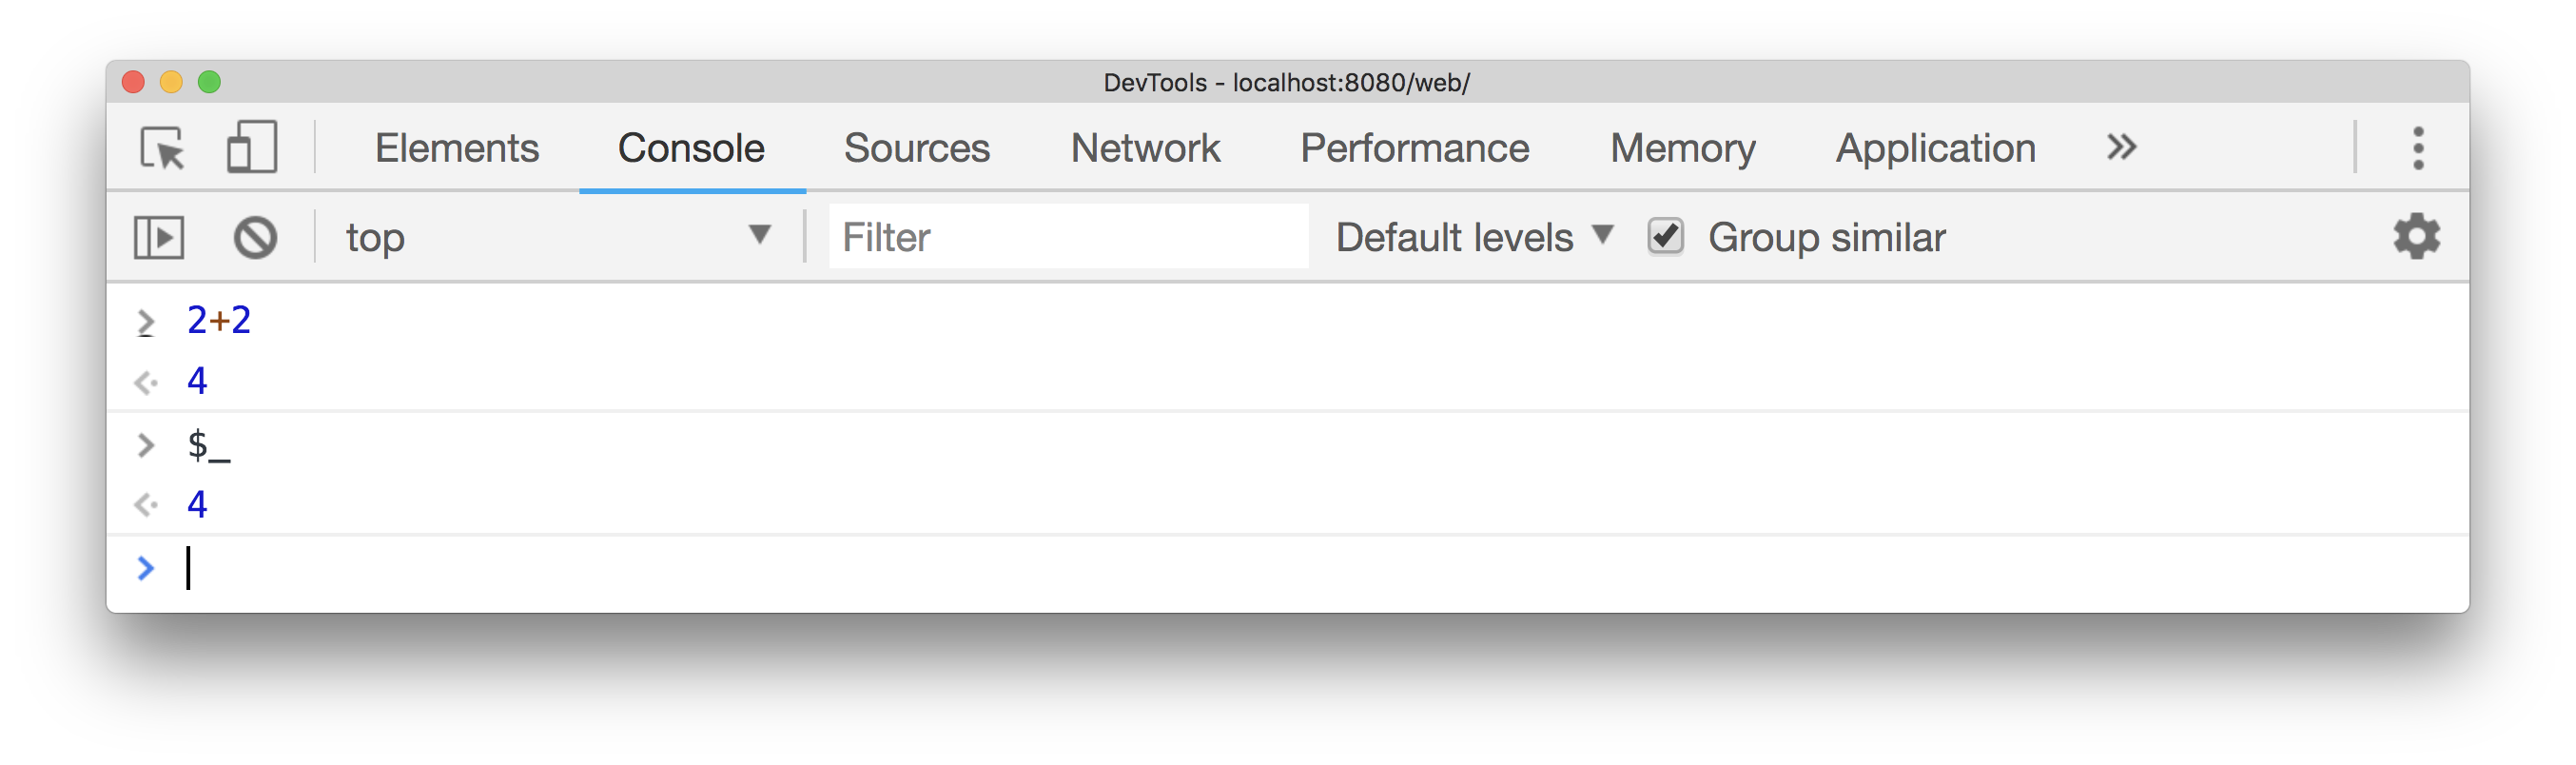 DevTools - localhost:8080/web/
Elements Console Sources Network Performance Memory Application
top Filter Default levels Group similar
2+2
4
$_
4